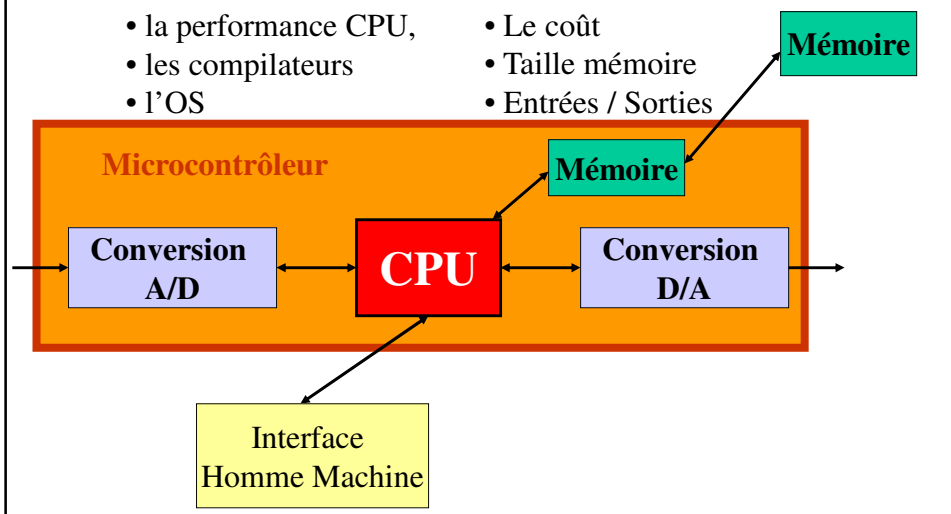 • la performance CPU,
• les compilateurs
• l’OS
• Le coût
• Taille mémoire
• Entrées / Sorties
Mémoire
Microcontrôleur
Mémoire
Conversion
A/D
CPU
Conversion
D/A
Interface
Homme Machine